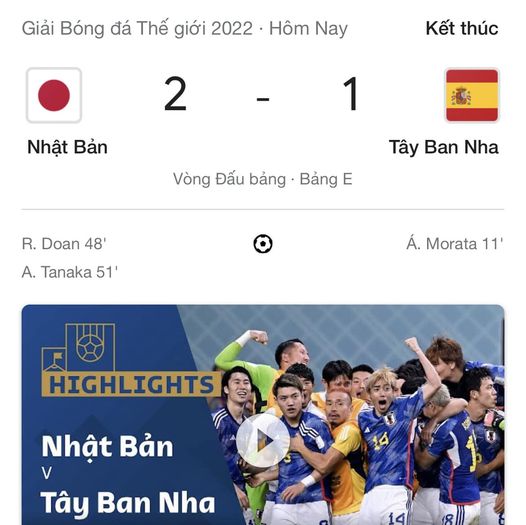 Giải Bóng đá Thế giới 2022 · Hôm Nay Kết thúc
2 - 1
Nhật Bản Tây Ban Nha
Vòng Đấu bảng · Bảng E
R. Doan 48' Á. Morata 11'
A. Tanaka 51'
HIGHLIGHTS
Nhật Bản
V
Tây Ban Nha
14